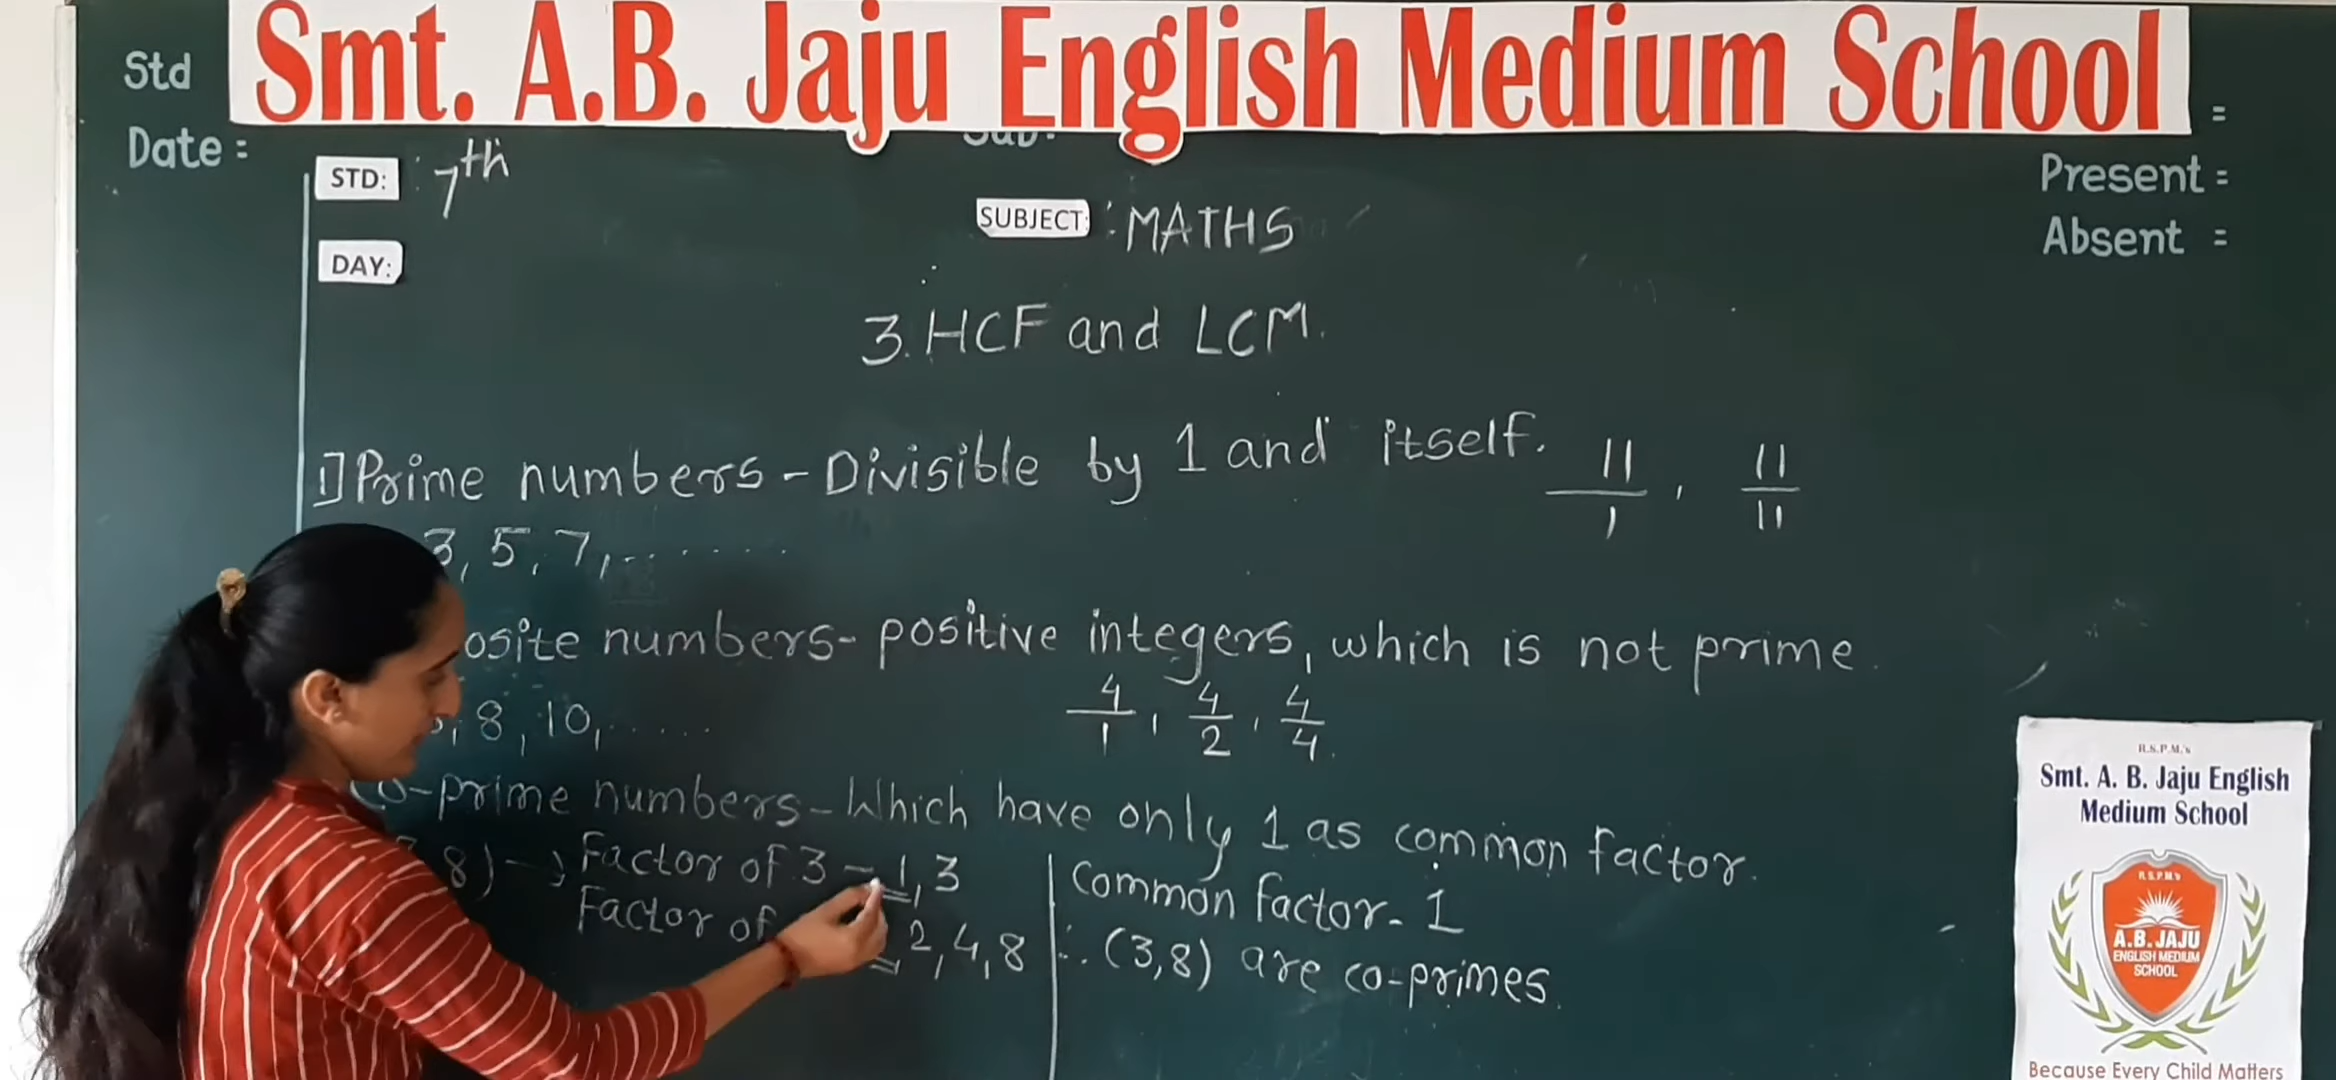 Smt. A.B. Jaju English Medium School
Std
Date :
Sub:
=
Present =
Absent =
STD: : 7th
SUBJECT: : MATHS
DAY:
3. HCF and LCM.
1] Prime numbers - Divisible by 1 and itself. 11/1, 11/11
3, 5, 7, .......
osite numbers - positive integers, which is not prime.
, 8, 10, ..... 4/1, 4/2, 4/4.
co-prime numbers - Which have only 1 as common factor.
8) → Factor of 3 - 1, 3
Factor of 2, 4, 8
Common factor - 1
∴ (3,8) are co-primes.
R.S.P.M.'s
Smt. A. B. Jaju English
Medium School
R.S.P.M's
A.B. JAJU
ENGLISH MEDIUM
SCHOOL
Because Every Child Matters